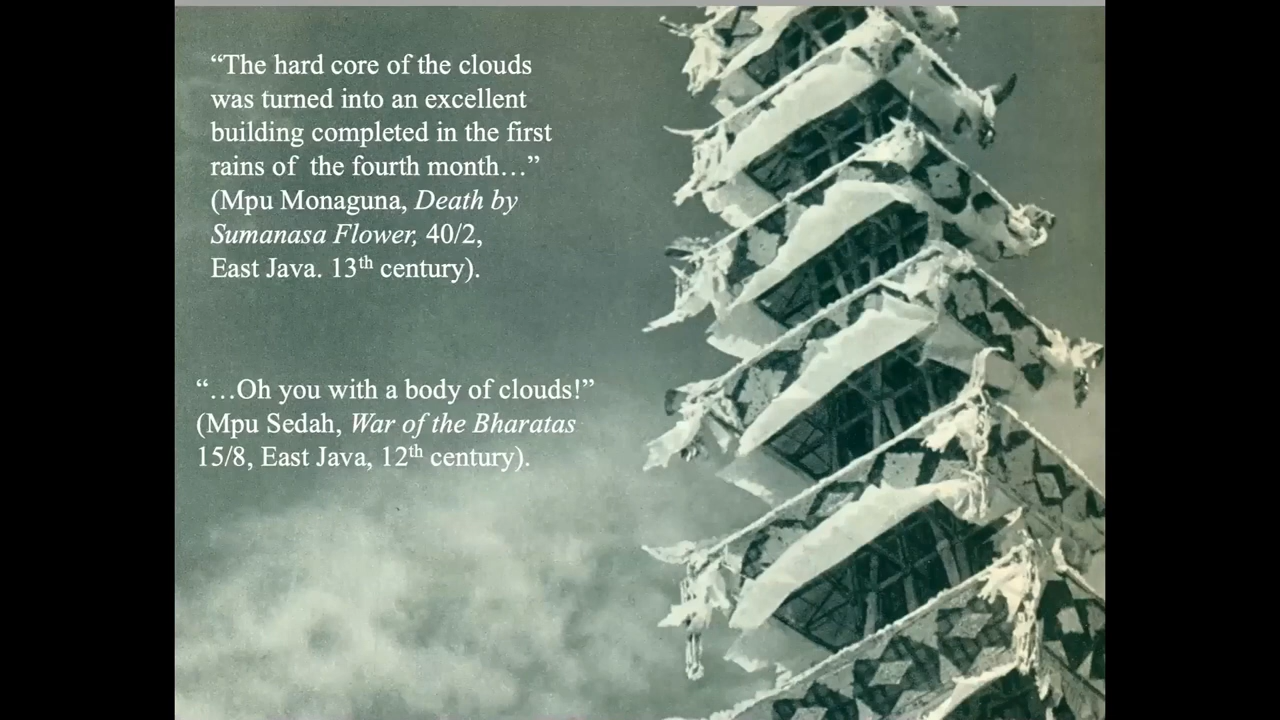 “The hard core of the clouds
was turned into an excellent
building completed in the first
rains of  the fourth month…”
(Mpu Monaguna, Death by
Sumanasa Flower, 40/2,
East Java. 13th century).
“…Oh you with a body of clouds!”
(Mpu Sedah, War of the Bharatas
15/8, East Java, 12th century).